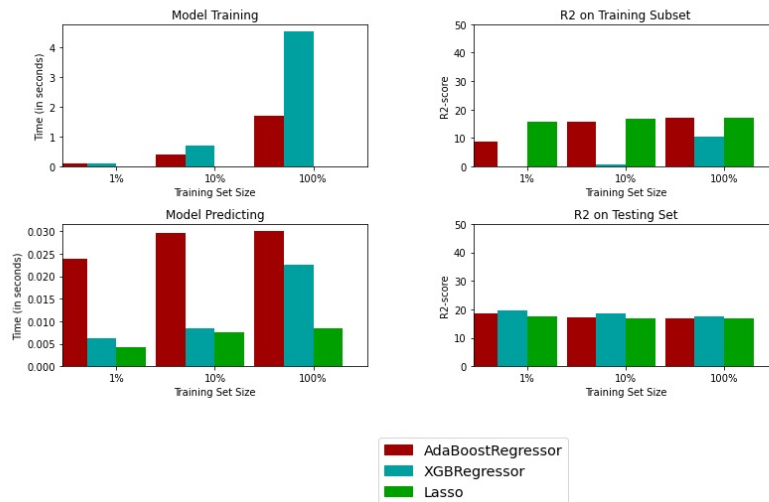 Model Training
Time (in seconds)
4
3
2
1
0
1%
10%
100%
Training Set Size
R2 on Training Subset
R2-score
50
40
30
20
10
0
1%
10%
100%
Training Set Size
Model Predicting
Time (in seconds)
0.030
0.025
0.020
0.015
0.010
0.005
0.000
1%
10%
100%
Training Set Size
R2 on Testing Set
R2-score
50
40
30
20
10
0
1%
10%
100%
Training Set Size
AdaBoostRegressor
XGBRegressor
Lasso